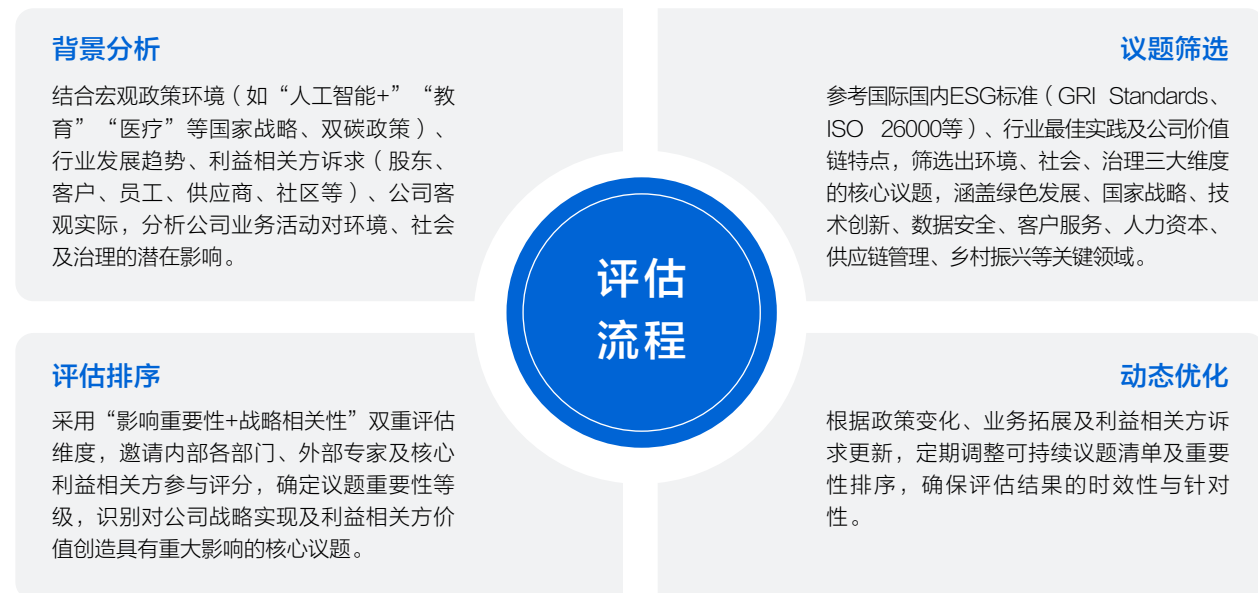 背景分析
结合宏观政策环境（如“人工智能+”“教
育”“医疗”等国家战略、双碳政策）、
行业发展趋势、利益相关方诉求（股东、
客户、员工、供应商、社区等）、公司客
观实际，分析公司业务活动对环境、社会
及治理的潜在影响。
议题筛选
参考国际国内ESG标准（GRI Standards、
ISO 26000等）、行业最佳实践及公司价值
链特点，筛选出环境、社会、治理三大维度
的核心议题，涵盖绿色发展、国家战略、技
术创新、数据安全、客户服务、人力资本、
供应链管理、乡村振兴等关键领域。
评估
流程
评估排序
采用“影响重要性+战略相关性”双重评估
维度，邀请内部各部门、外部专家及核心
利益相关方参与评分，确定议题重要性等
级，识别对公司战略实现及利益相关方价
值创造具有重大影响的核心议题。
动态优化
根据政策变化、业务拓展及利益相关方诉
求更新，定期调整可持续议题清单及重要
性排序，确保评估结果的时效性与针对
性。